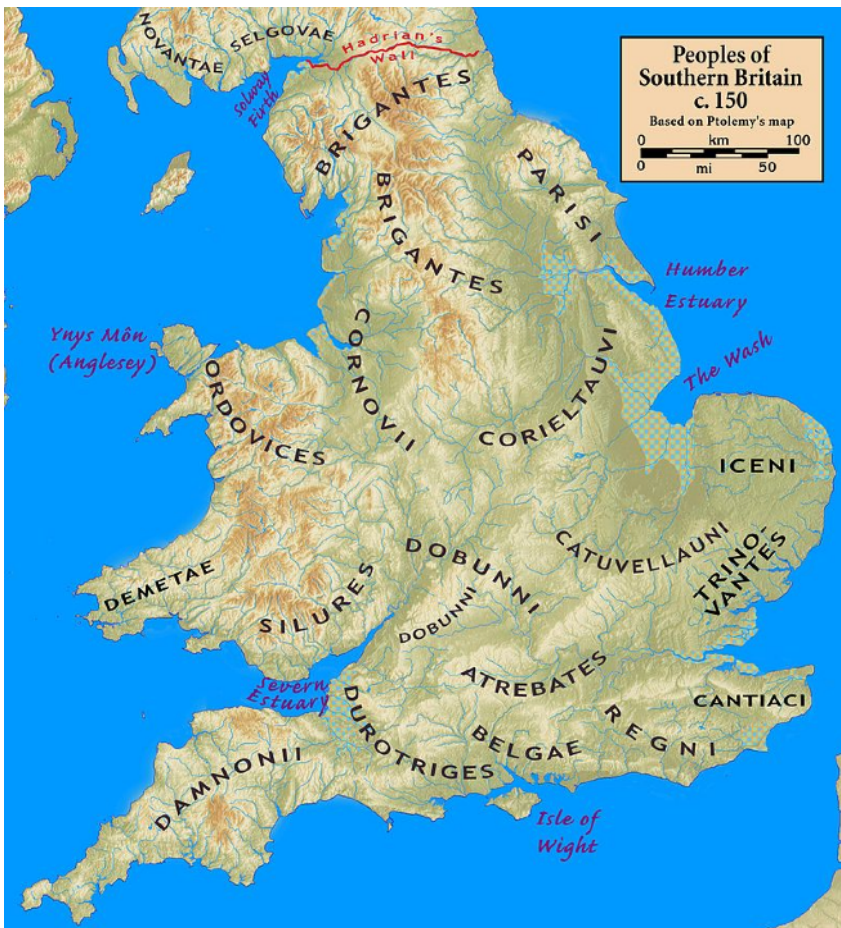 NOVANTAE
SELGOVAE
Hadrian's
Wall
Solway
Firth
Peoples of
Southern Britain
c. 150
Based on Ptolemy's map
0 km 100
0 mi 50
BRIGANTES
PARISI
BRIGANTES
Humber
Estuary
Ynys Môn
(Anglesey)
CORNOVII
ORDOVICES
CORIELTAUVI
The Wash
ICENI
CATUVELLAUNI
TRINO-
VANTES
DOBUNNI
DOBUNNI
DEMETAE
SILURES
Severn
Estuary
ATREBATES
CANTIACI
DUROTRIGES
BELGAE
REGNI
DAMNONII
Isle of
Wight